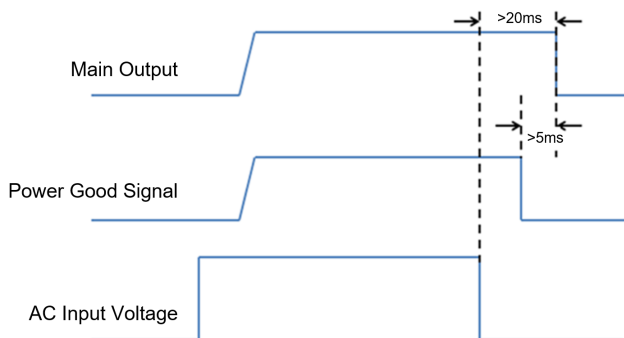 >20ms
Main Output
>5ms
Power Good Signal
AC Input Voltage